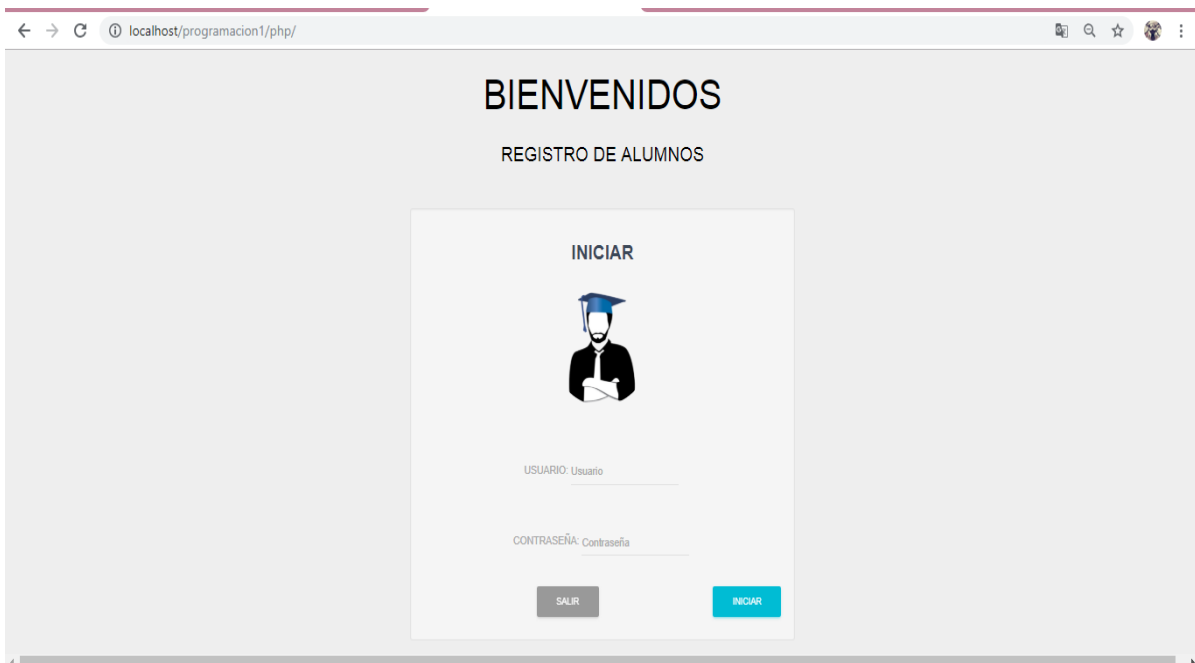 localhost/programacion1/php/
BIENVENIDOS
REGISTRO DE ALUMNOS
INICIAR
USUARIO: Usuario
CONTRASEÑA: Contraseña
SALIR INICIAR